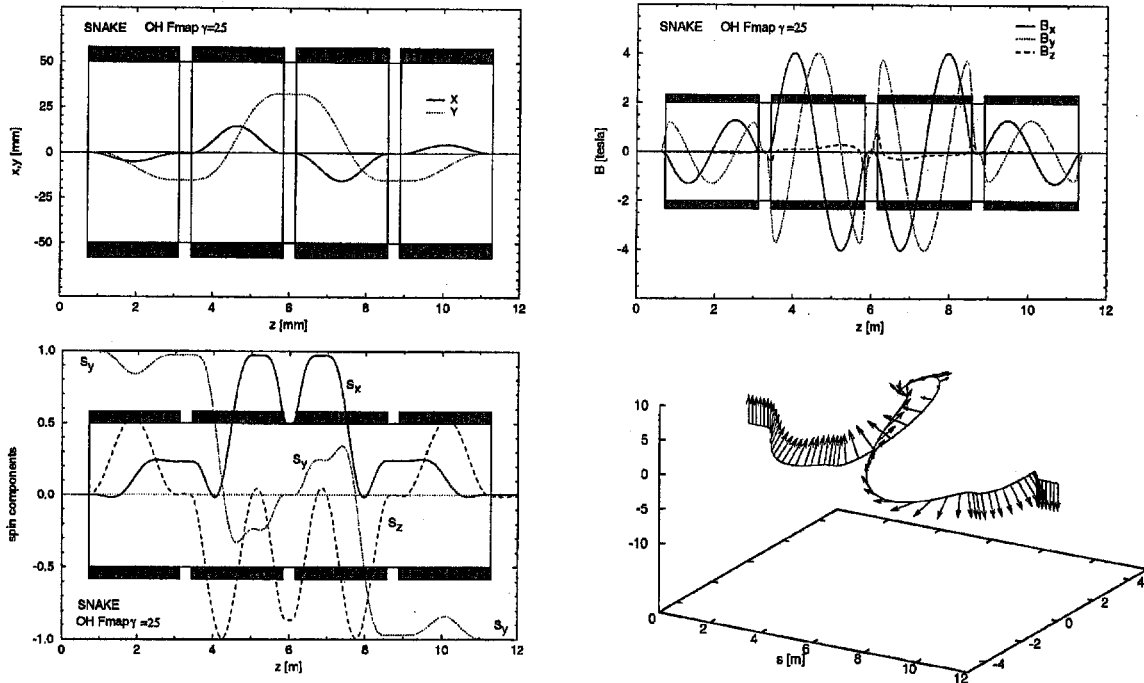 SNAKE OH Fmap γ=25
50
25
0
-25
-50
x,y [mm]
X
Y
0 2 4 6 8 10 12
z [mm]
SNAKE OH Fmap γ=25
Bx
By
Bz
4
2
0
-2
-4
B [tesla]
0 2 4 6 8 10 12
z [m]
1.0
0.5
0.0
-0.5
-1.0
spin components
Sy
Sx
Sy
Sz
Sy
SNAKE
OH Fmap γ=25
0 2 4 6 8 10 12
z [m]
10
5
0
-5
-10
0 2 4 6 8 10 12
s [m]
-4 -2 0 2 4